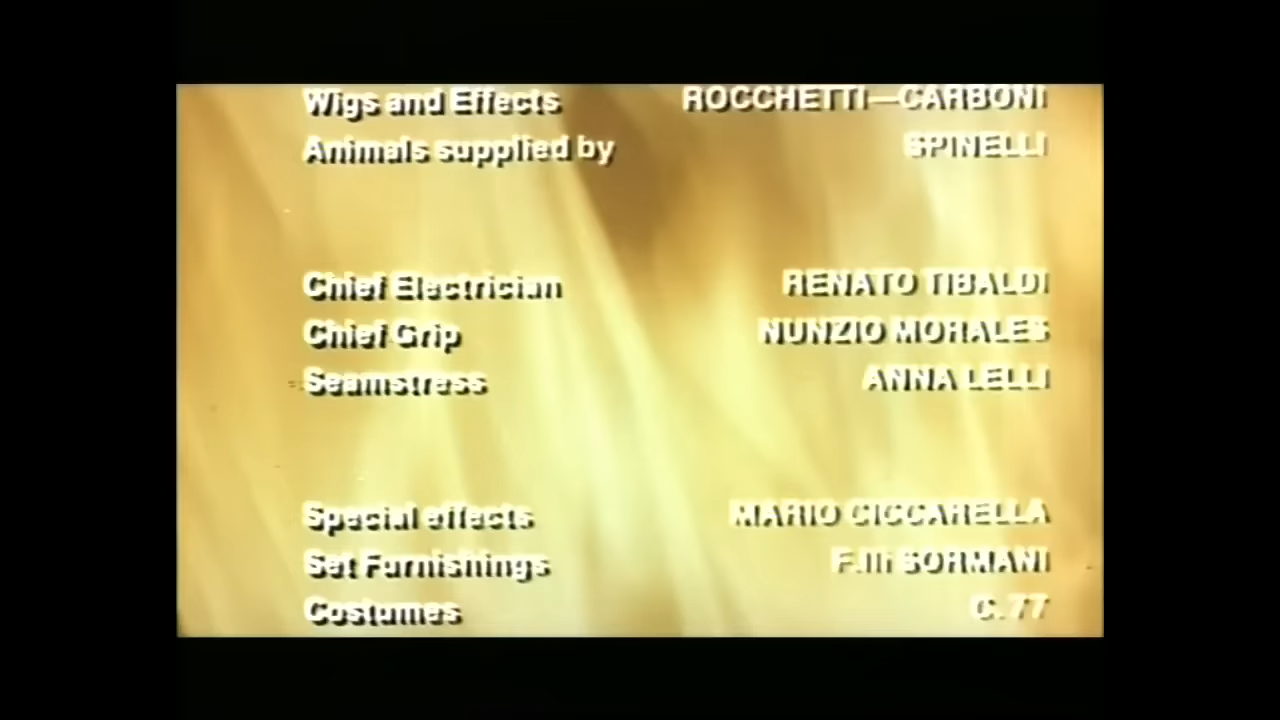 Wigs and Effects ROCCHETTI—CARBONI
Animals supplied by SPINELLI
Chief Electrician RENATO TIBALDI
Chief Grip NUNZIO MORALES
Seamstress ANNA LELLI
Special effects MARIO CICCARELLA
Set Furnishings F.lli SORMANI
Costumes C.77